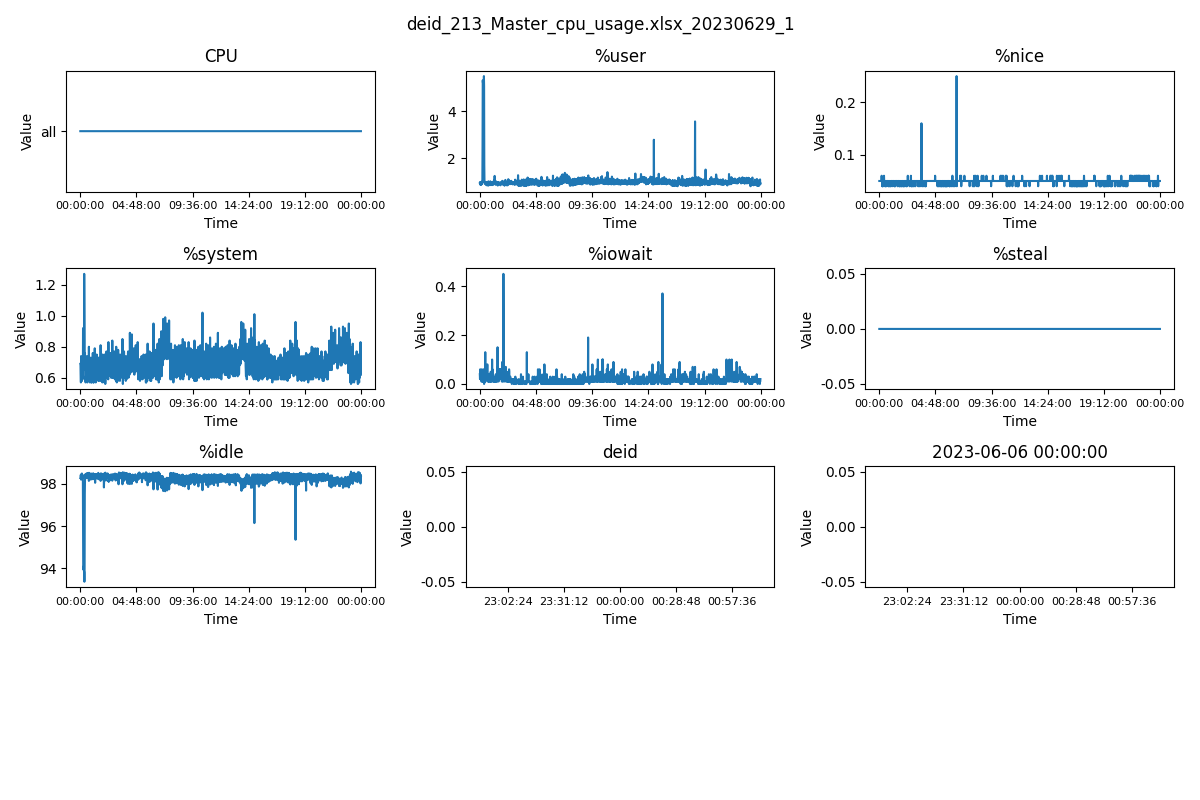 deid_213_Master_cpu_usage.xlsx_20230629_1
CPU
Value
all
00:00:00 04:48:00 09:36:00 14:24:00 19:12:00 00:00:00
Time
%user
Value
4
2
00:00:00 04:48:00 09:36:00 14:24:00 19:12:00 00:00:00
Time
%nice
Value
0.2
0.1
00:00:00 04:48:00 09:36:00 14:24:00 19:12:00 00:00:00
Time
%system
Value
1.2
1.0
0.8
0.6
00:00:00 04:48:00 09:36:00 14:24:00 19:12:00 00:00:00
Time
%iowait
Value
0.4
0.2
0.0
00:00:00 04:48:00 09:36:00 14:24:00 19:12:00 00:00:00
Time
%steal
Value
0.05
0.00
-0.05
00:00:00 04:48:00 09:36:00 14:24:00 19:12:00 00:00:00
Time
%idle
Value
98
96
94
00:00:00 04:48:00 09:36:00 14:24:00 19:12:00 00:00:00
Time
deid
Value
0.05
0.00
-0.05
23:02:24 23:31:12 00:00:00 00:28:48 00:57:36
Time
2023-06-06 00:00:00
Value
0.05
0.00
-0.05
23:02:24 23:31:12 00:00:00 00:28:48 00:57:36
Time